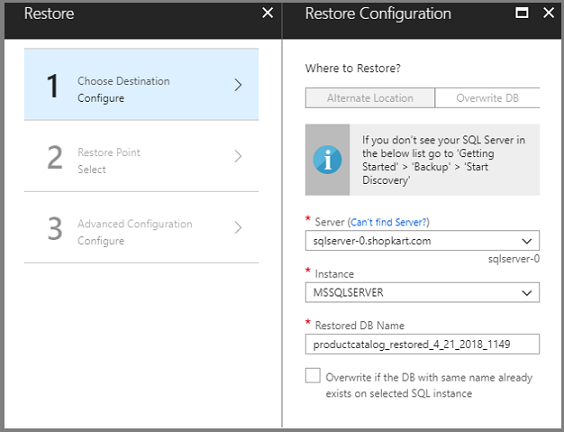 Restore
1
Choose Destination
Configure
2
Restore Point
Select
3
Advanced Configuration
Configure
Restore Configuration
Where to Restore?
Alternate Location
Overwrite DB
If you don't see your SQL Server in
the below list go to 'Getting
Started' > 'Backup' > 'Start
Discovery'
* Server (Can't find Server?)
sqlserver-0.shopkart.com
sqlserver-0
* Instance
MSSQLSERVER
* Restored DB Name
productcatalog_restored_4_21_2018_1149
Overwrite if the DB with same name already
exists on selected SQL instance